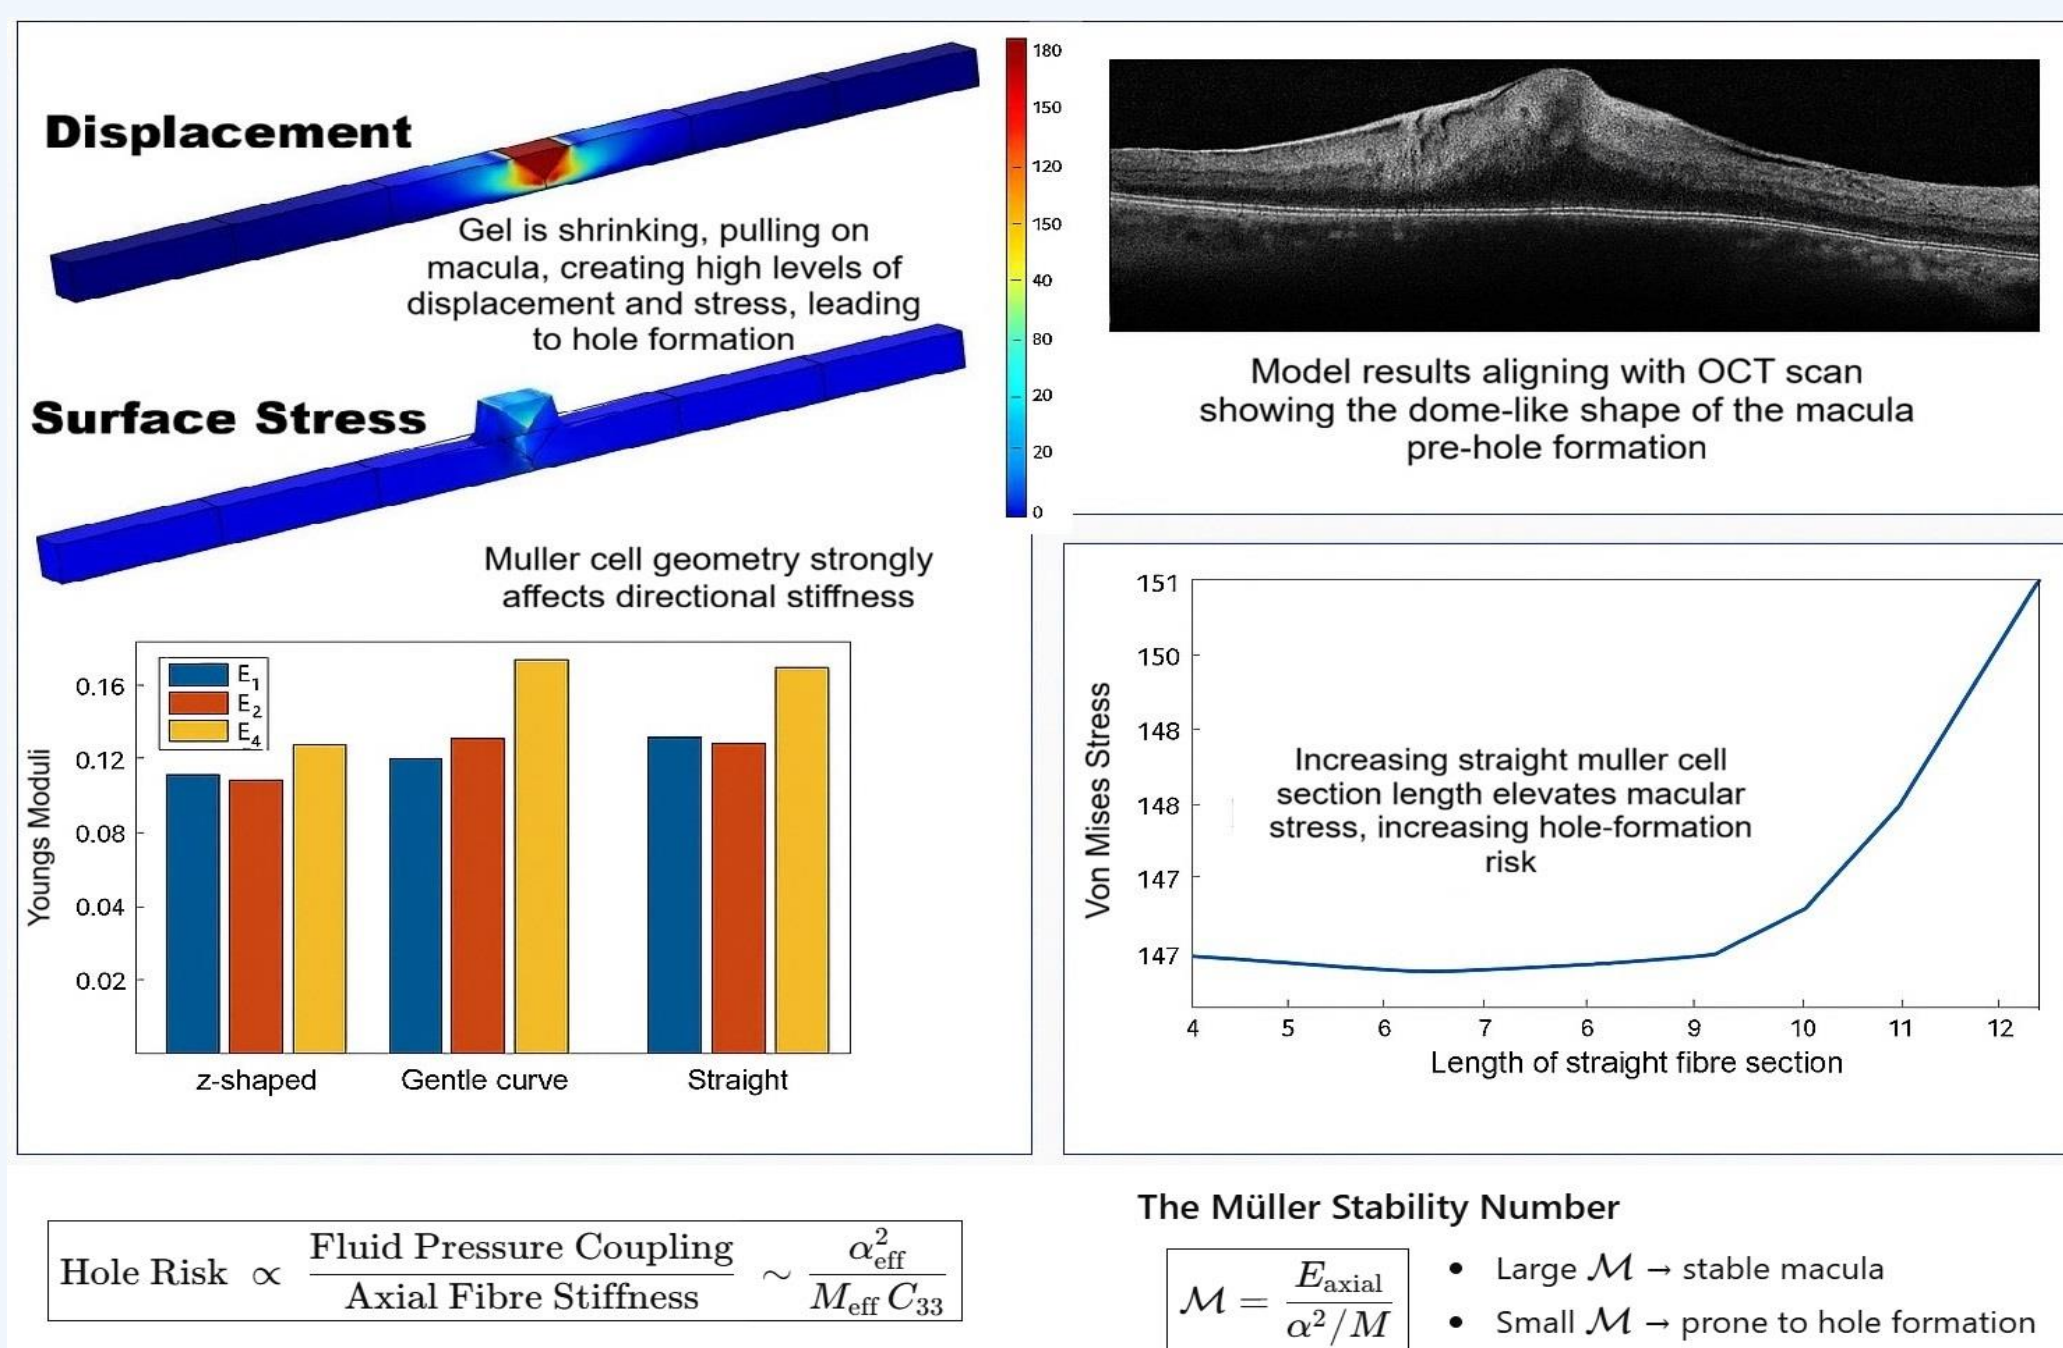 Displacement
Gel is shrinking, pulling on
macula, creating high levels of
displacement and stress, leading
to hole formation
180
150
120
150
40
80
20
20
0
Surface Stress
Model results aligning with OCT scan
showing the dome-like shape of the macula
pre-hole formation
Muller cell geometry strongly
affects directional stiffness
Youngs Moduli
0.16
0.12
0.08
0.04
0.02
E₁
E₂
E₄
z-shaped Gentle curve Straight
Von Mises Stress
151
150
148
148
147
147
Increasing straight muller cell
section length elevates macular
stress, increasing hole-formation
risk
4 5 6 7 6 9 10 11 12
Length of straight fibre section
Hole Risk ∝ Fluid Pressure Coupling / Axial Fibre Stiffness ~ α²_eff / M_eff C₃₃
The Müller Stability Number
ℳ = E_axial / α²/M
• Large ℳ → stable macula
• Small ℳ → prone to hole formation